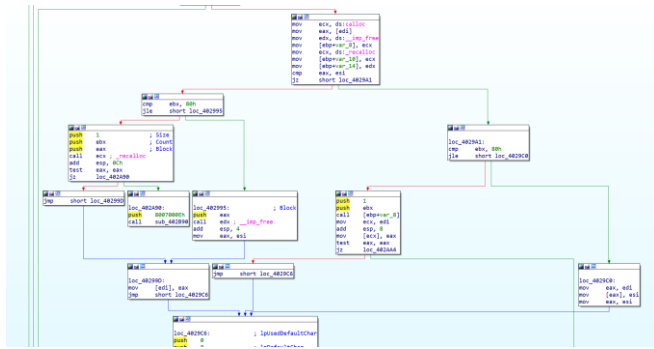 mov     ecx, ds:calloc
mov     eax, [edi]
mov     edx, ds:__imp_free
mov     [ebp+var_8], ecx
mov     ecx, ds:_recalloc
mov     [ebp+var_10], ecx
mov     [ebp+var_14], edx
cmp     eax, esi
jz      short loc_4029A1
cmp     ebx, 80h
jle     short loc_402995
push    1               ; Size
push    ebx             ; Count
push    eax             ; Block
call    ecx ; _recalloc
add     esp, 0Ch
test    eax, eax
jz      loc_402A90
loc_4029A1:
cmp     ebx, 80h
jle     short loc_4029C0
jmp     short loc_40299D
loc_402A90:
push    8007000Eh
call    sub_402B90
loc_402995:             ; Block
push    eax
call    edx ; __imp_free
add     esp, 4
mov     eax, esi
push    1
push    ebx
call    [ebp+var_8]
mov     ecx, edi
add     esp, 8
mov     [ecx], eax
test    eax, eax
jz      loc_402AAA
loc_40299D:
mov     [edi], eax
jmp     short loc_4029C6
jmp     short loc_4029C6
loc_4029C0:
mov     eax, edi
mov     [eax], esi
mov     eax, esi
loc_4029C6:             ; lpUsedDefaultChar
push    0